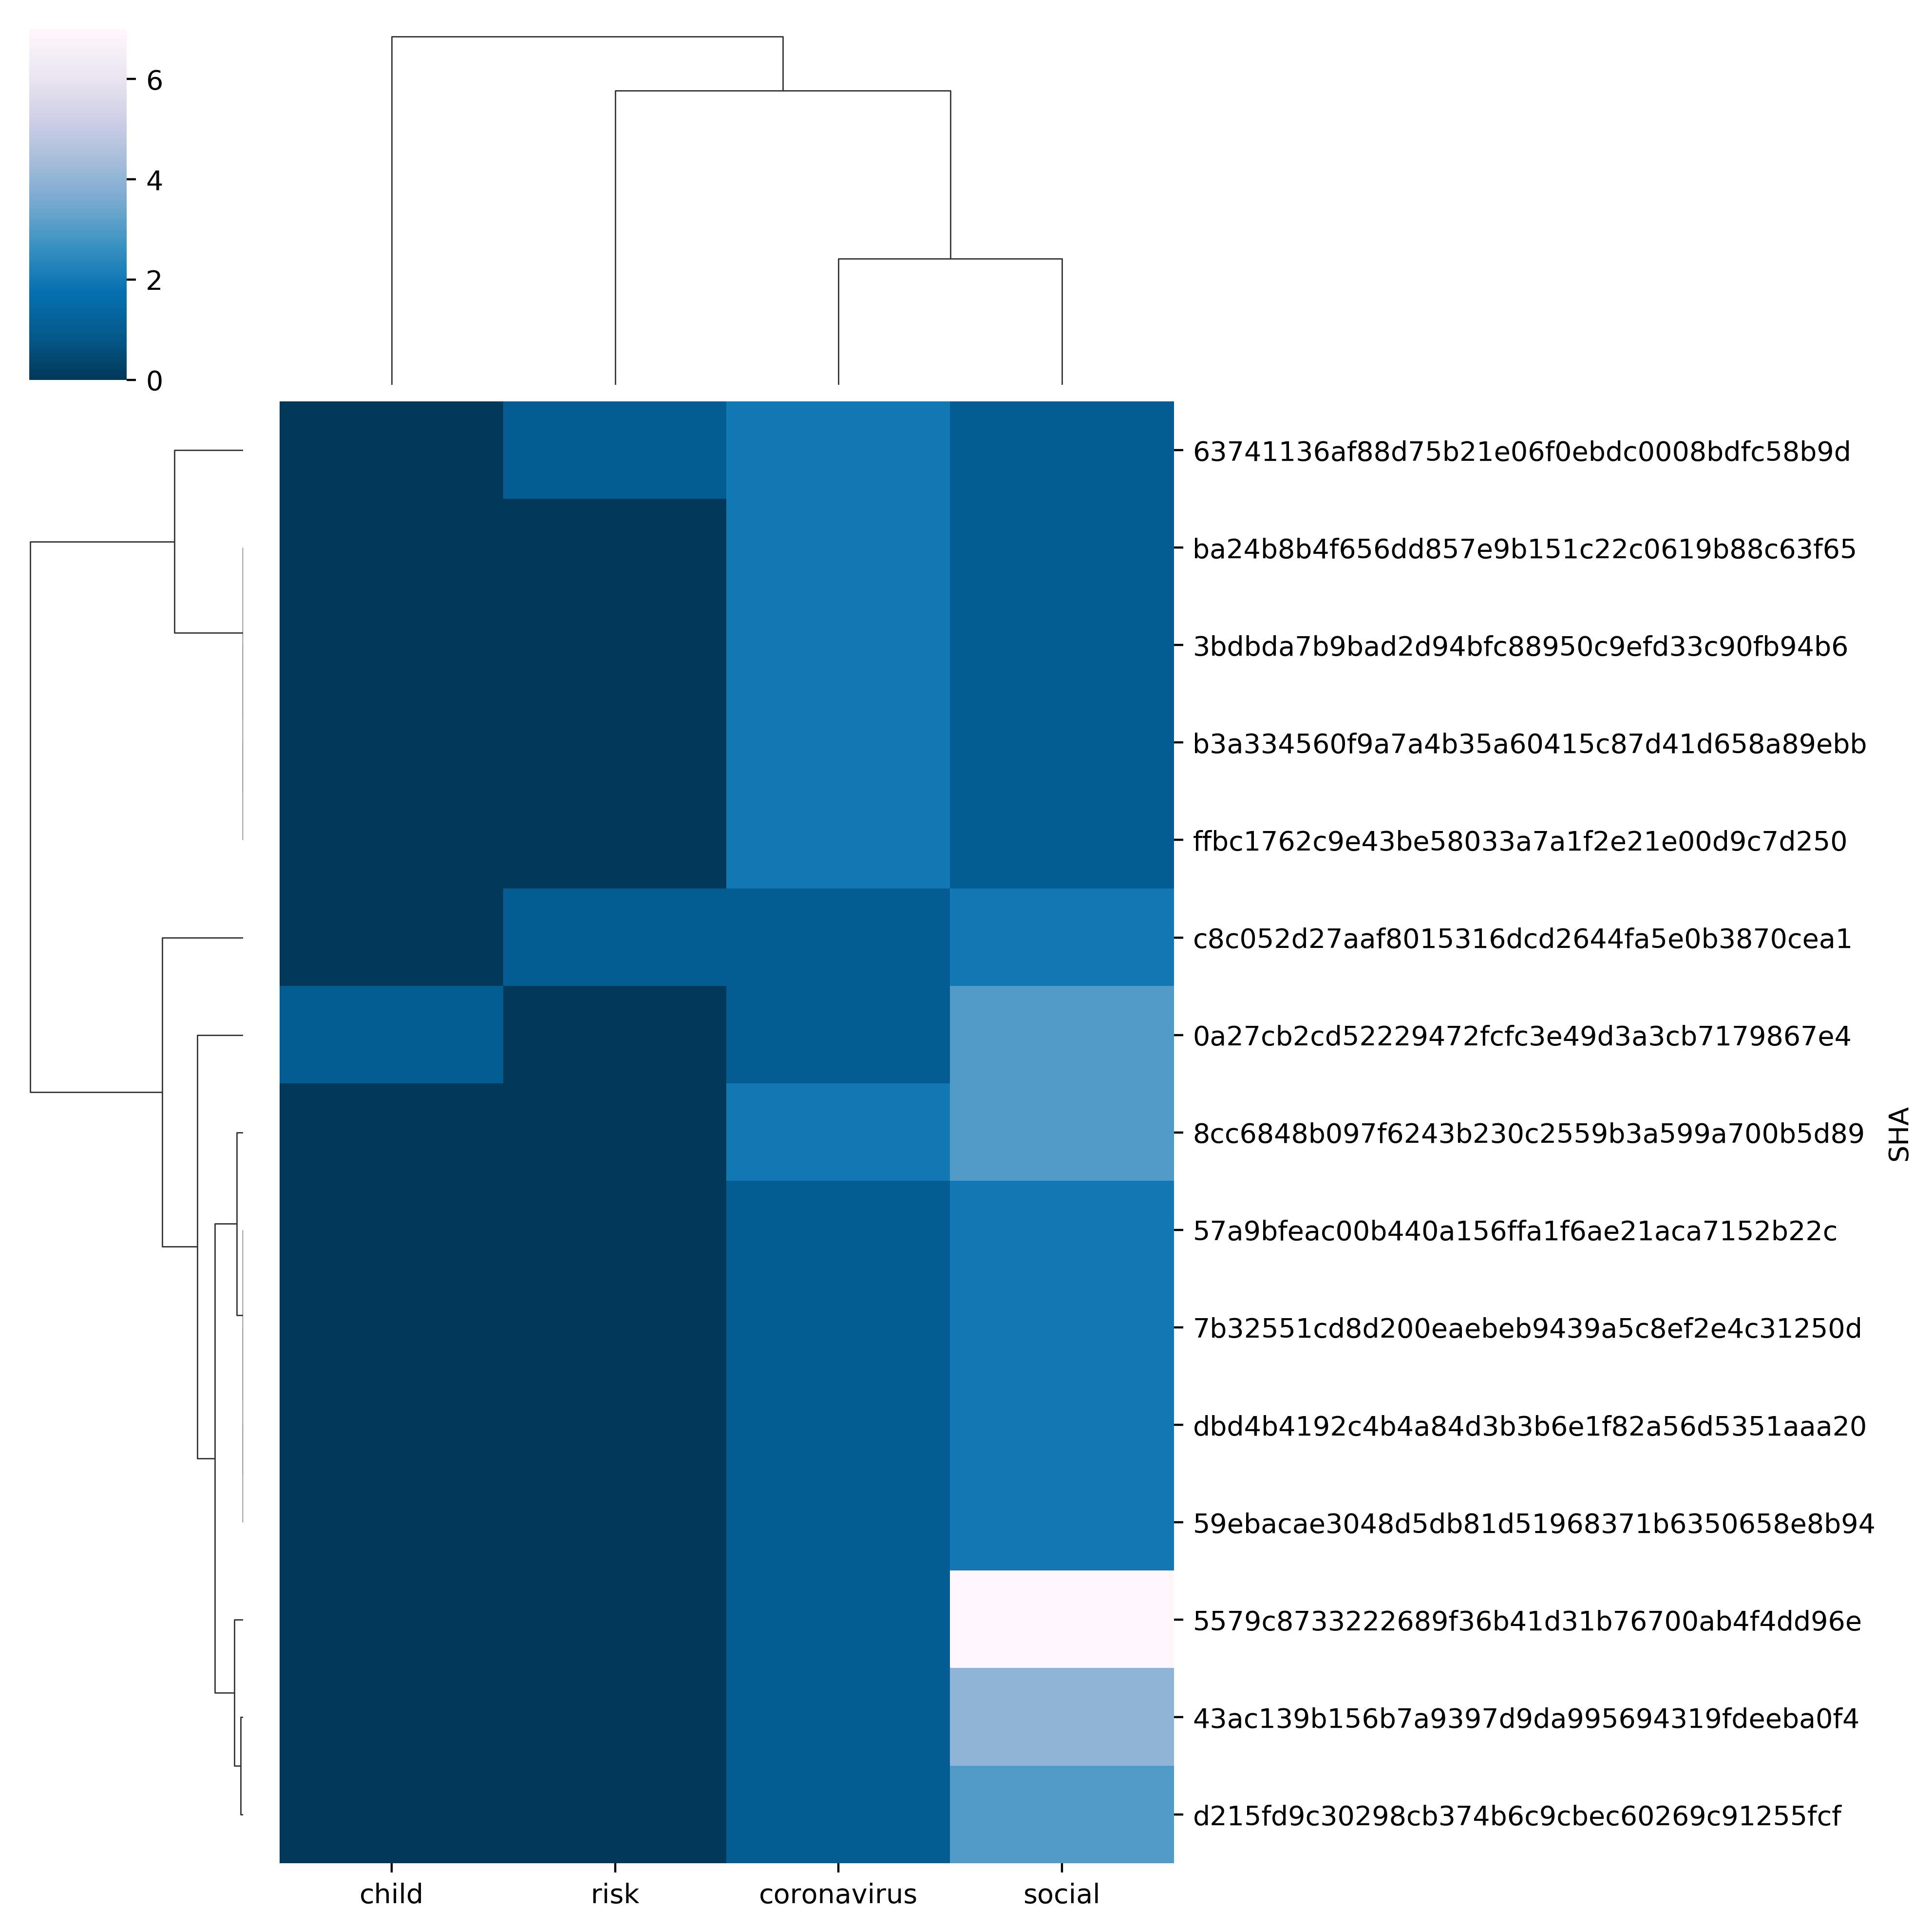 6
4
2
0
63741136af88d75b21e06f0ebdc0008bdfc58b9d
ba24b8b4f656dd857e9b151c22c0619b88c63f65
3bdbda7b9bad2d94bfc88950c9efd33c90fb94b6
b3a334560f9a7a4b35a60415c87d41d658a89ebb
ffbc1762c9e43be58033a7a1f2e21e00d9c7d250
c8c052d27aaf8015316dcd2644fa5e0b3870cea1
0a27cb2cd52229472fcfc3e49d3a3cb7179867e4
8cc6848b097f6243b230c2559b3a599a700b5d89
SHA
57a9bfeac00b440a156ffa1f6ae21aca7152b22c
7b32551cd8d200eaebeb9439a5c8ef2e4c31250d
dbd4b4192c4b4a84d3b3b6e1f82a56d5351aaa20
59ebacae3048d5db81d51968371b6350658e8b94
5579c8733222689f36b41d31b76700ab4f4dd96e
43ac139b156b7a9397d9da995694319fdeeba0f4
d215fd9c30298cb374b6c9cbec60269c91255fcf
child risk coronavirus social